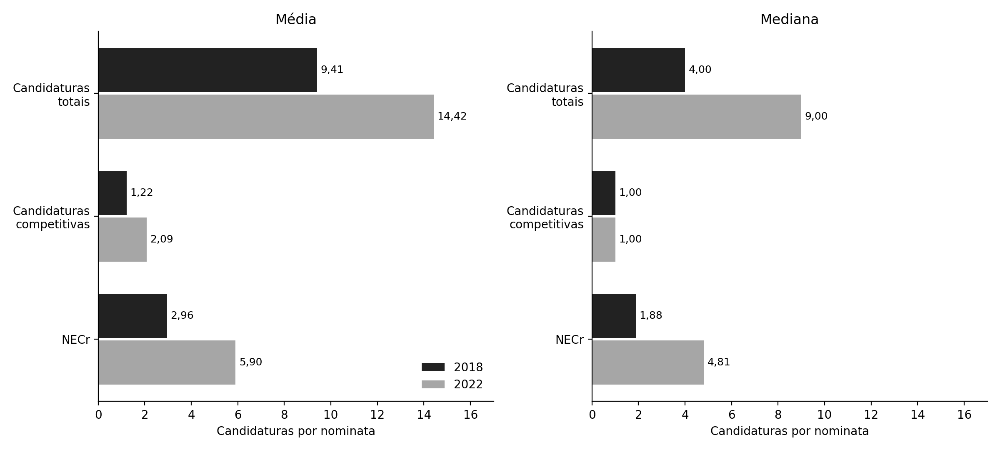 Média
Candidaturas
totais
9,41
14,42
Candidaturas
competitivas
1,22
2,09
NECr
2,96
5,90
2018
2022
0 2 4 6 8 10 12 14 16
Candidaturas por nominata
Mediana
Candidaturas
totais
4,00
9,00
Candidaturas
competitivas
1,00
1,00
NECr
1,88
4,81
0 2 4 6 8 10 12 14 16
Candidaturas por nominata